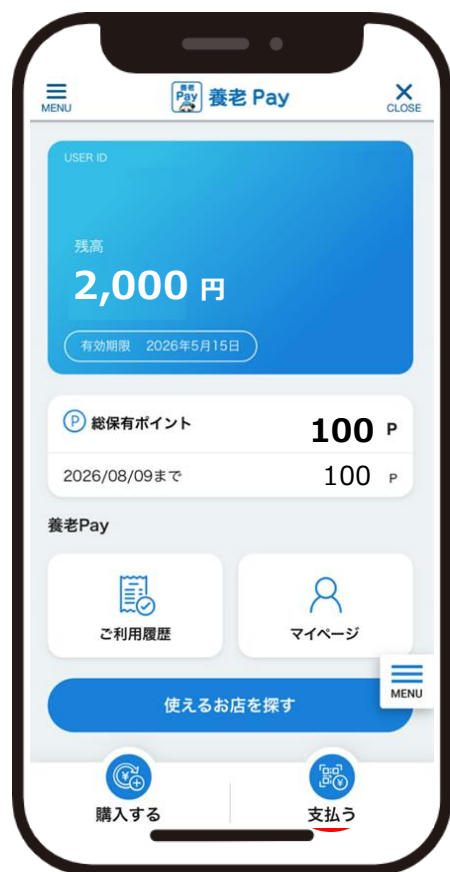 MENU
養老 Pay
養老 Pay
CLOSE
USER ID
残高
2,000 円
有効期限 2026年5月15日
P 総保有ポイント 100 P
2026/08/09まで 100 P
養老Pay
ご利用履歴 マイページ
MENU
使えるお店を探す
購入する 支払う